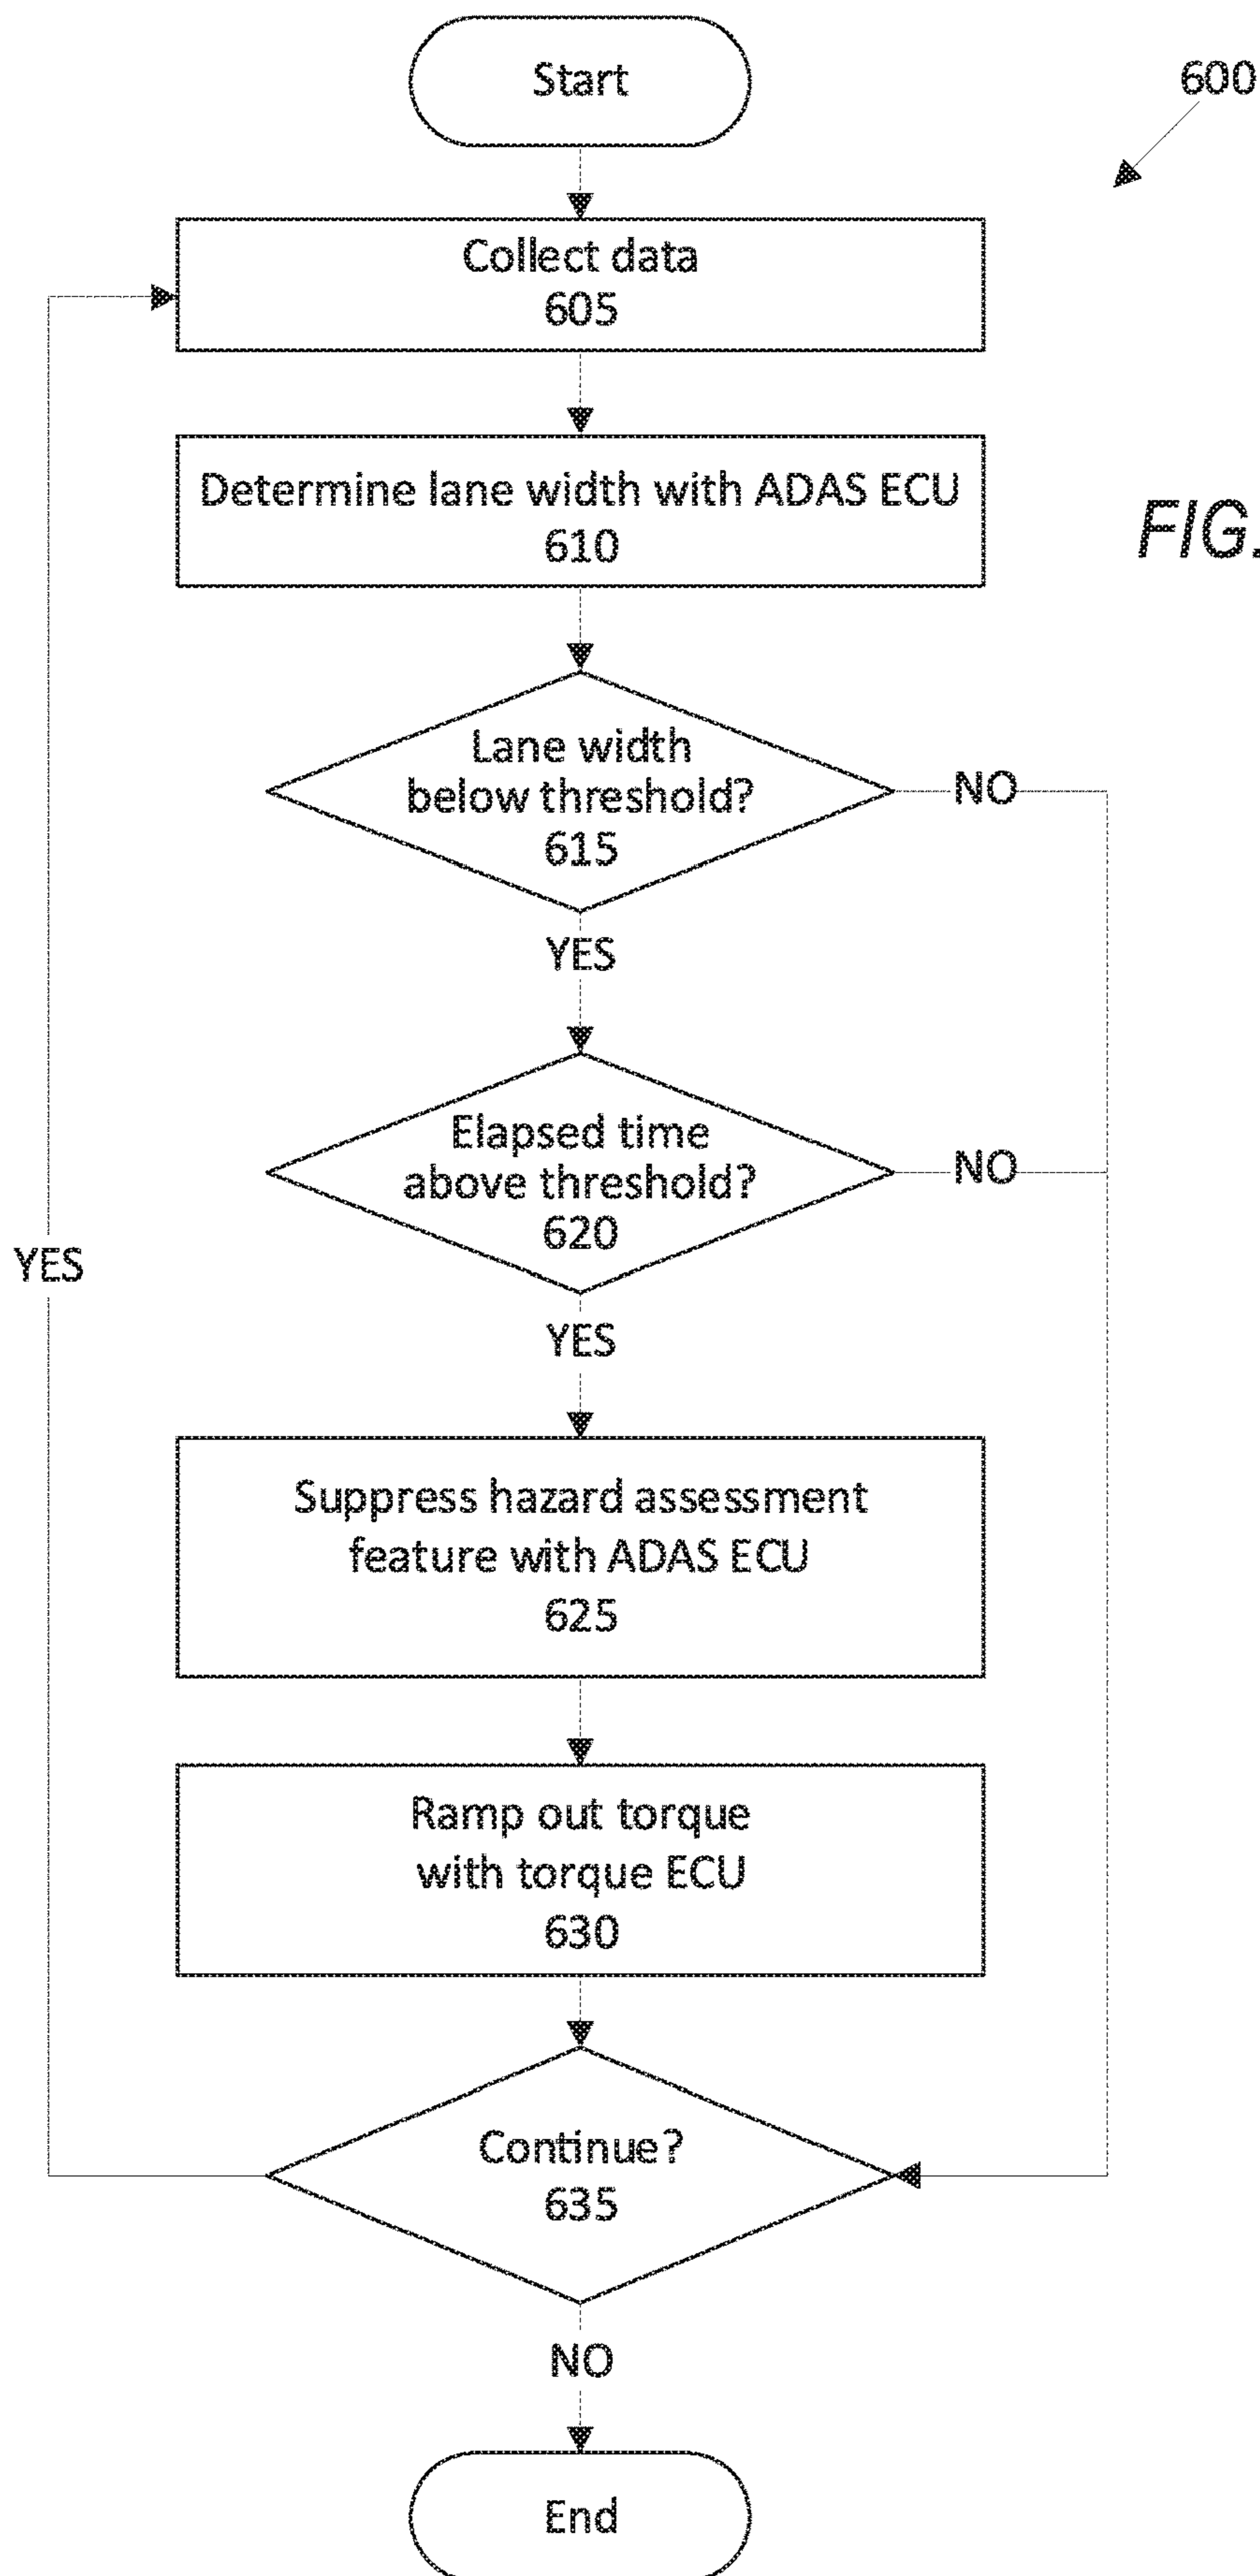 Start
600
Collect data
605
Determine lane width with ADAS ECU
610
FIG.
Lane width
below threshold?
615
NO
YES
Elapsed time
above threshold?
620
NO
YES
YES
Suppress hazard assessment
feature with ADAS ECU
625
Ramp out torque
with torque ECU
630
Continue?
635
NO
End